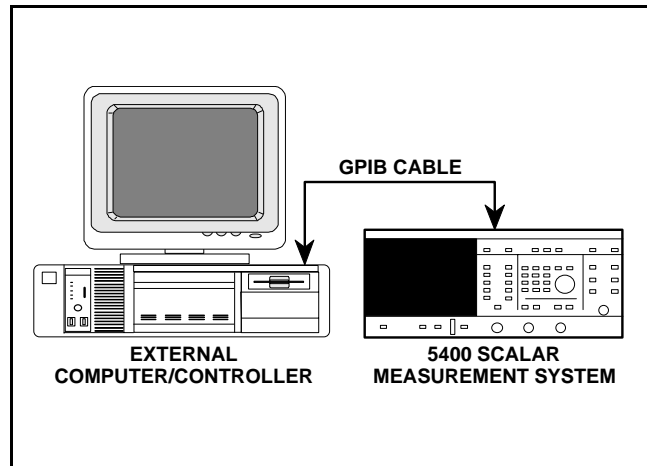 GPIB CABLE
EXTERNAL
COMPUTER/CONTROLLER
5400 SCALAR
MEASUREMENT SYSTEM